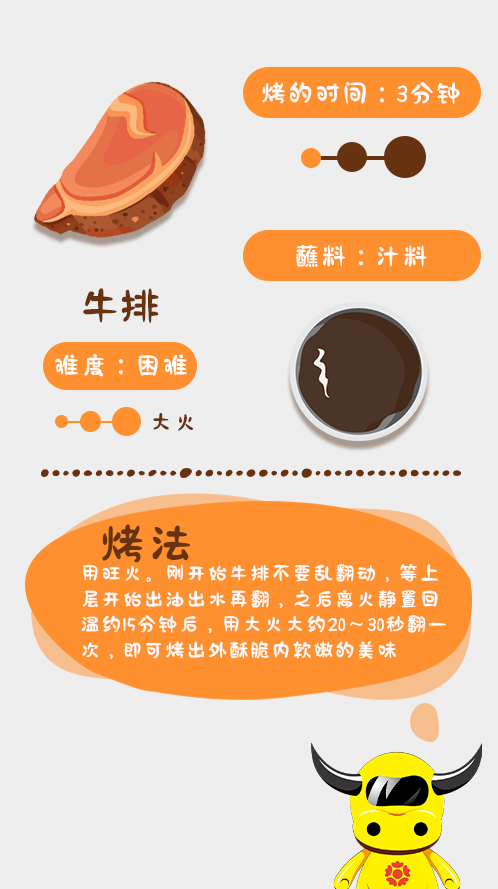 烤的时间：3分钟
蘸料：汁料
牛排
难度：困难
大火
烤法
用旺火。刚开始牛排不要乱翻动，等上
层开始出油出水再翻，之后离火静置回
温约15分钟后，用大火大约20～30秒翻一
次，即可烤出外酥脆内软嫩的美味